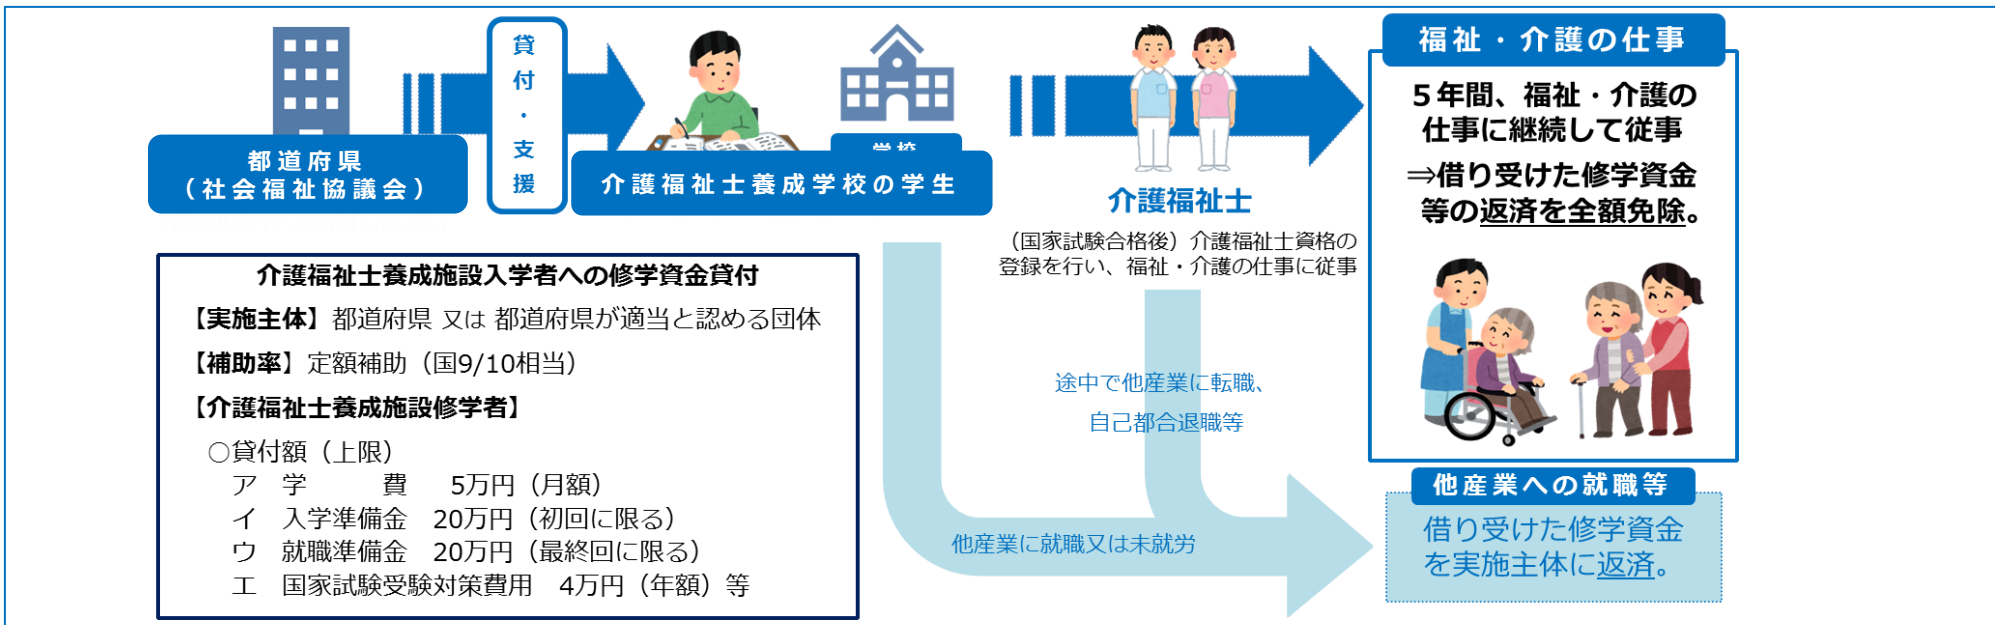 都道府県
（社会福祉協議会）
貸付・支援
学校
介護福祉士養成学校の学生
介護福祉士
（国家試験合格後）介護福祉士資格の
登録を行い、福祉・介護の仕事に従事
福祉・介護の仕事
５年間、福祉・介護の
仕事に継続して従事
⇒借り受けた修学資金
等の返済を全額免除。
介護福祉士養成施設入学者への修学資金貸付
【実施主体】都道府県 又は 都道府県が適当と認める団体
【補助率】定額補助（国9/10相当）
【介護福祉士養成施設修学者】
○貸付額（上限）
ア　学　　　費　 5万円（月額）
イ　入学準備金　20万円（初回に限る）
ウ　就職準備金　20万円（最終回に限る）
エ　国家試験受験対策費用　4万円（年額）等
途中で他産業に転職、
自己都合退職等
他産業に就職又は未就労
他産業への就職等
借り受けた修学資金
を実施主体に返済。